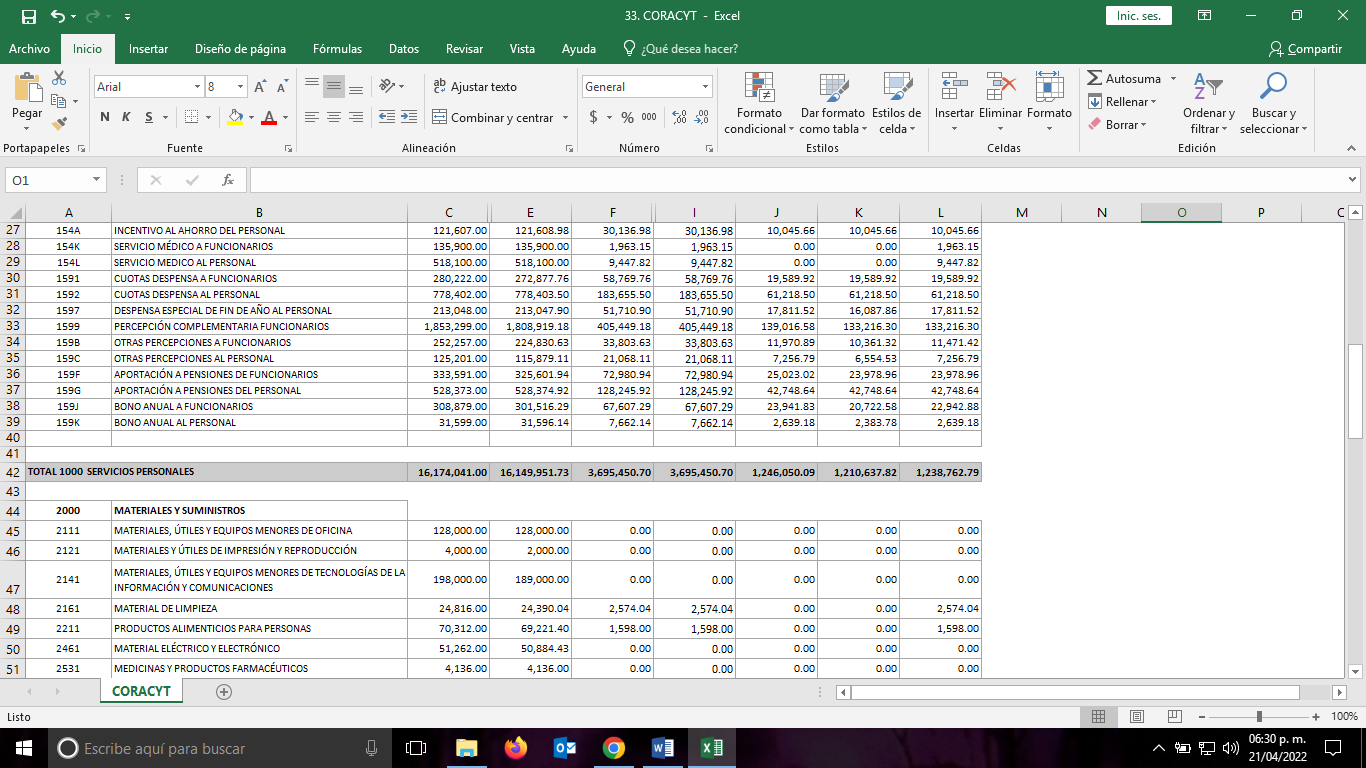 33. CORACYT - Excel
Inic. ses.
Archivo Inicio Insertar Diseño de página Fórmulas Datos Revisar Vista Ayuda ¿Qué desea hacer? Compartir
Pegar
Portapapeles
Arial 8
N K S
Fuente
Ajustar texto
Combinar y centrar
Alineación
General
$ % 000
Número
Formato condicional
Dar formato como tabla
Estilos de celda
Estilos
Insertar Eliminar Formato
Celdas
Autosuma
Rellenar
Borrar
Ordenar y filtrar
Buscar y seleccionar
Edición
O1 fx
A B C E F I J K L M N O P C
27 154A INCENTIVO AL AHORRO DEL PERSONAL 121,607.00 121,608.98 30,136.98 30,136.98 10,045.66 10,045.66 10,045.66
28 154K SERVICIO MÉDICO A FUNCIONARIOS 135,900.00 135,900.00 1,963.15 1,963.15 0.00 0.00 1,963.15
29 154L SERVICIO MEDICO AL PERSONAL 518,100.00 518,100.00 9,447.82 9,447.82 0.00 0.00 9,447.82
30 1591 CUOTAS DESPENSA A FUNCIONARIOS 280,222.00 272,877.76 58,769.76 58,769.76 19,589.92 19,589.92 19,589.92
31 1592 CUOTAS DESPENSA AL PERSONAL 778,402.00 778,403.50 183,655.50 183,655.50 61,218.50 61,218.50 61,218.50
32 1597 DESPENSA ESPECIAL DE FIN DE AÑO AL PERSONAL 213,048.00 213,047.90 51,710.90 51,710.90 17,811.52 16,087.86 17,811.52
33 1599 PERCEPCIÓN COMPLEMENTARIA FUNCIONARIOS 1,853,299.00 1,808,919.18 405,449.18 405,449.18 139,016.58 133,216.30 133,216.30
34 159B OTRAS PERCEPCIONES A FUNCIONARIOS 252,257.00 224,830.63 33,803.63 33,803.63 11,970.89 10,361.32 11,471.42
35 159C OTRAS PERCEPCIONES AL PERSONAL 125,201.00 115,879.11 21,068.11 21,068.11 7,256.79 6,554.53 7,256.79
36 159F APORTACIÓN A PENSIONES DE FUNCIONARIOS 333,591.00 325,601.94 72,980.94 72,980.94 25,023.02 23,978.96 23,978.96
37 159G APORTACIÓN A PENSIONES DEL PERSONAL 528,373.00 528,374.92 128,245.92 128,245.92 42,748.64 42,748.64 42,748.64
38 159J BONO ANUAL A FUNCIONARIOS 308,879.00 301,516.29 67,607.29 67,607.29 23,941.83 20,722.58 22,942.88
39 159K BONO ANUAL AL PERSONAL 31,599.00 31,596.14 7,662.14 7,662.14 2,639.18 2,383.78 2,639.18
40
41
42 TOTAL 1000 SERVICIOS PERSONALES 16,174,041.00 16,149,951.73 3,695,450.70 3,695,450.70 1,246,050.09 1,210,637.82 1,238,762.79
43
44 2000 MATERIALES Y SUMINISTROS
45 2111 MATERIALES, ÚTILES Y EQUIPOS MENORES DE OFICINA 128,000.00 128,000.00 0.00 0.00 0.00 0.00 0.00
46 2121 MATERIALES Y ÚTILES DE IMPRESIÓN Y REPRODUCCIÓN 4,000.00 2,000.00 0.00 0.00 0.00 0.00 0.00
47 2141 MATERIALES, ÚTILES Y EQUIPOS MENORES DE TECNOLOGÍAS DE LA
INFORMACIÓN Y COMUNICACIONES 198,000.00 189,000.00 0.00 0.00 0.00 0.00 0.00
48 2161 MATERIAL DE LIMPIEZA 24,816.00 24,390.04 2,574.04 2,574.04 0.00 0.00 2,574.04
49 2211 PRODUCTOS ALIMENTICIOS PARA PERSONAS 70,312.00 69,221.40 1,598.00 1,598.00 0.00 0.00 1,598.00
50 2461 MATERIAL ELÉCTRICO Y ELECTRÓNICO 51,262.00 50,884.43 0.00 0.00 0.00 0.00 0.00
51 2531 MEDICINAS Y PRODUCTOS FARMACÉUTICOS 4,136.00 4,136.00 0.00 0.00 0.00 0.00 0.00
CORACYT
Listo 100%
Escribe aquí para buscar
06:30 p. m.
21/04/2022